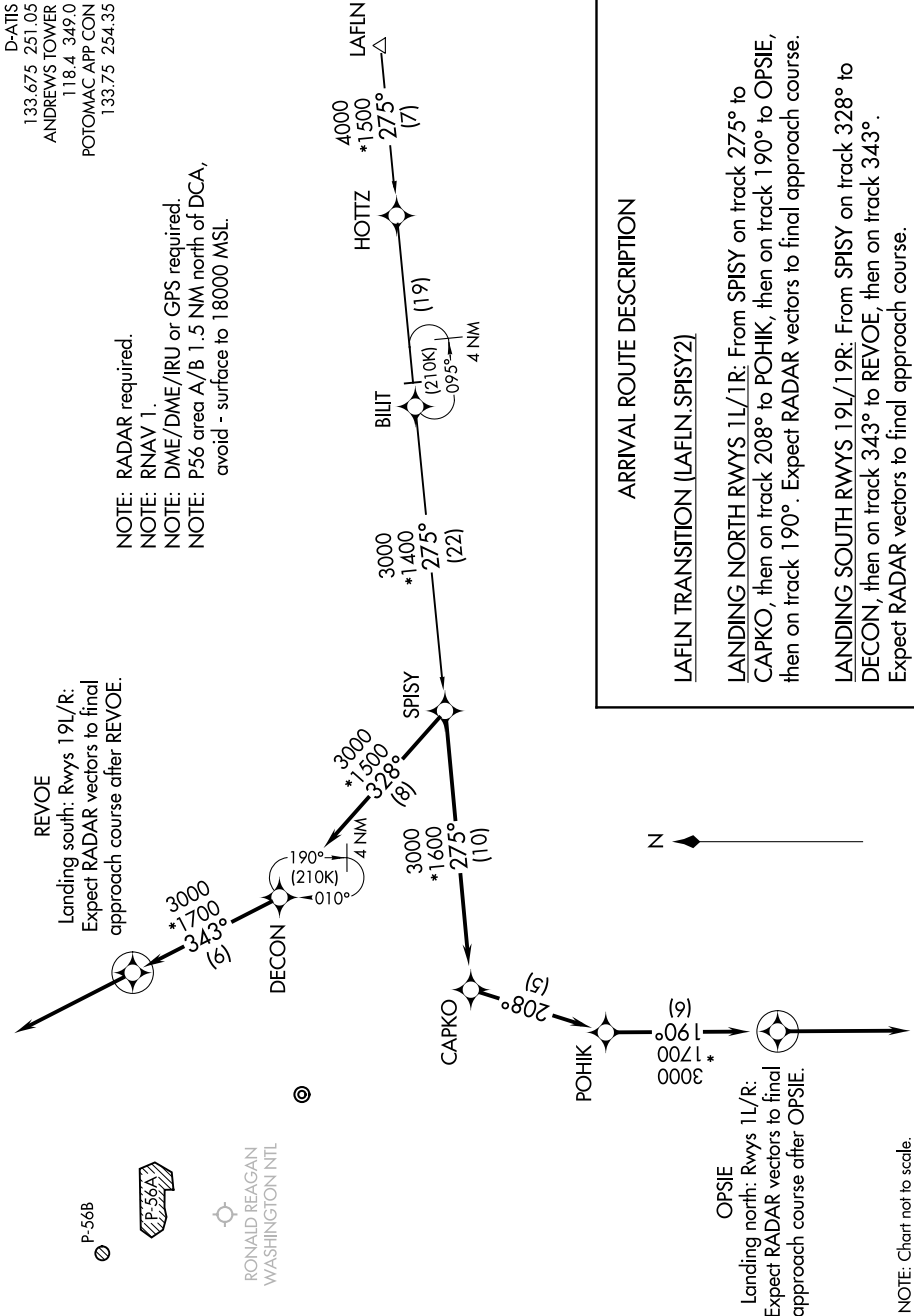 D-ATIS
133.675 251.05
ANDREWS TOWER
118.4 349.0
POTOMAC APP CON
133.75 254.35
NOTE: RADAR required.
NOTE: RNAV 1.
NOTE: DME/DME/IRU or GPS required.
NOTE: P56 area A/B 1.5 NM north of DCA,
avoid - surface to 18000 MSL.
LAFLN
4000
*1500
275°
(7)
HOTTZ
(19)
BILIT
(210K)
095°
4 NM
3000
*1400
275°
(22)
SPISY
3000
*1500
328°
(8)
3000
*1600
275°
(10)
REVOE
Landing south: Rwys 19L/R:
Expect RADAR vectors to final
approach course after REVOE.
3000
*1700
343°
(6)
DECON
190°
(210K)
010°
4 NM
CAPKO
208°
(5)
POHIK
3000
*1700
190°
(6)
OPSIE
Landing north: Rwys 1L/R:
Expect RADAR vectors to final
approach course after OPSIE.
P-56B
P-56A
RONALD REAGAN
WASHINGTON NTL
N
ARRIVAL ROUTE DESCRIPTION
LAFLN TRANSITION (LAFLN.SPISY2)
LANDING NORTH RWYS 1L/1R: From SPISY on track 275° to
CAPKO, then on track 208° to POHIK, then on track 190° to OPSIE,
then on track 190°. Expect RADAR vectors to final approach course.
LANDING SOUTH RWYS 19L/19R: From SPISY on track 328° to
DECON, then on track 343° to REVOE, then on track 343°.
Expect RADAR vectors to final approach course.
NOTE: Chart not to scale.